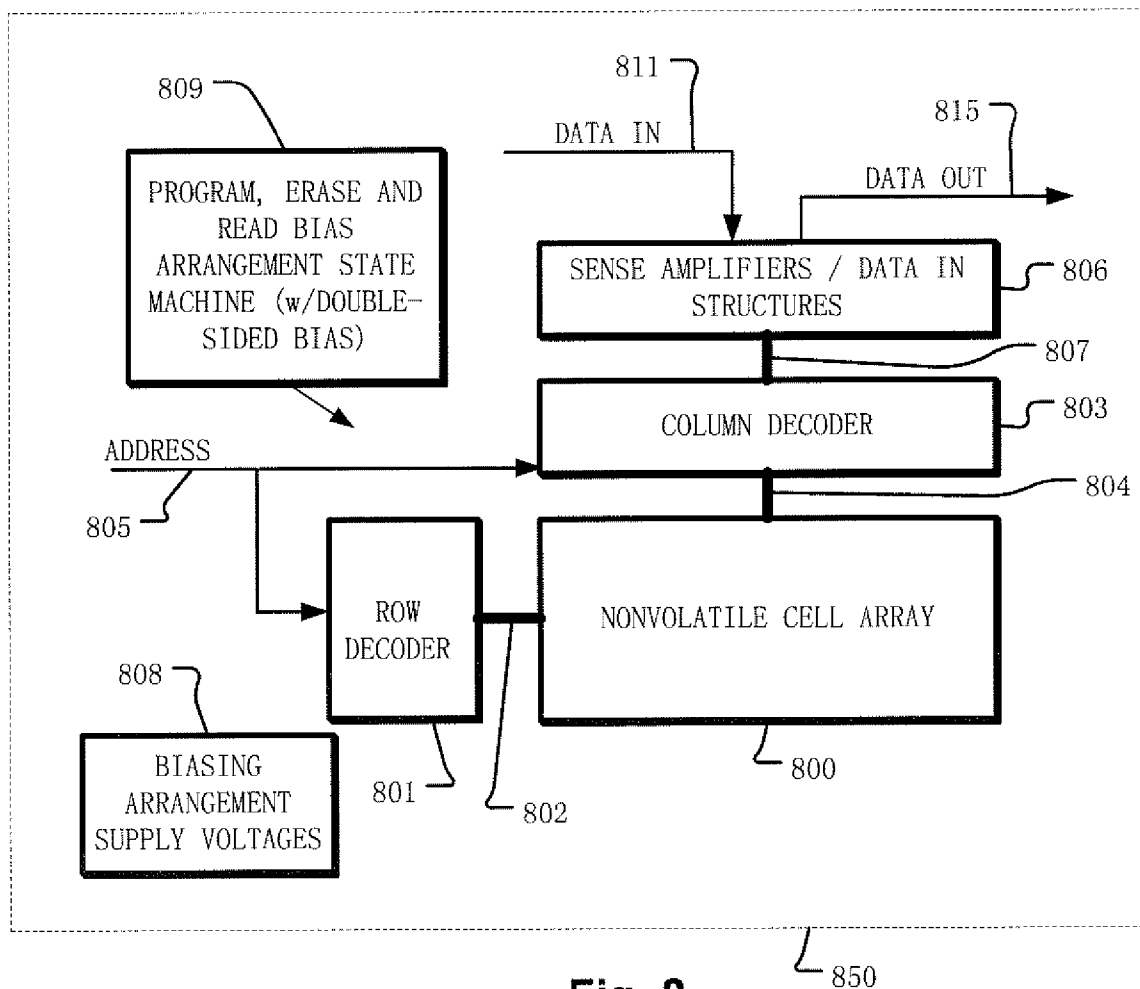 811
809
815
DATA IN
DATA OUT
PROGRAM, ERASE AND
READ BIAS
ARRANGEMENT STATE
MACHINE (w/DOUBLE-
SIDED BIAS)
SENSE AMPLIFIERS / DATA IN
STRUCTURES
806
807
COLUMN DECODER
803
ADDRESS
804
805
ROW
DECODER
NONVOLATILE CELL ARRAY
808
BIASING
ARRANGEMENT
SUPPLY VOLTAGES
801
802
800
850